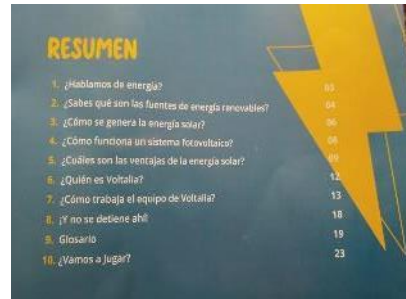 RESUMEN
1. ¿Hablamos de energía? 03
2. ¿Sabes qué son las fuentes de energía renovables? 04
3. ¿Cómo se genera la energía solar? 06
4. ¿Cómo funciona un sistema fotovoltaico? 08
5. ¿Cuáles son las ventajas de la energía solar? 09
6. ¿Quién es Voltalia? 12
7. ¿Cómo trabaja el equipo de Voltalia? 13
8. ¡Y no se detiene ahí! 18
9. Glosario 19
10. ¿Vamos a Jugar? 23